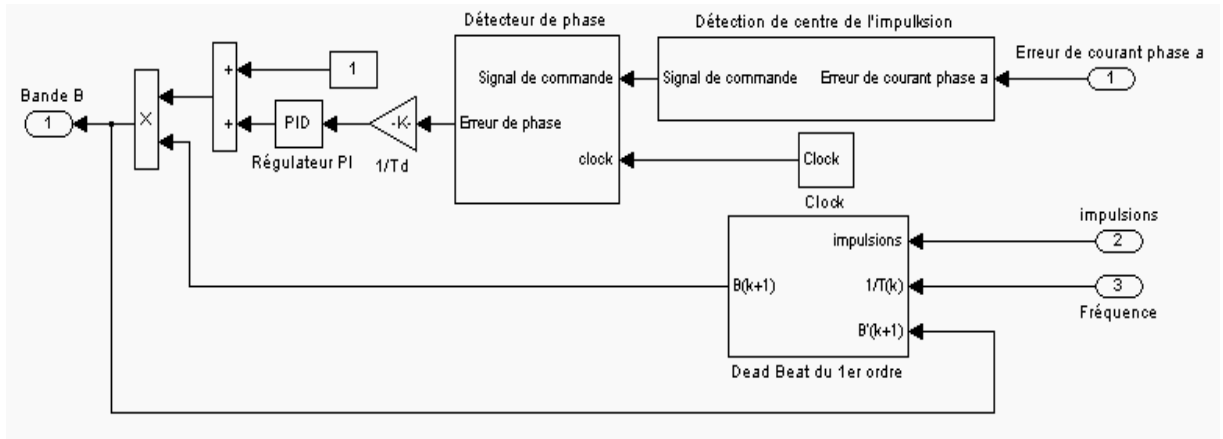 Détecteur de phase
Détection de centre de l'impulksion
Erreur de courant phase a
1
Signal de commande
Signal de commande
Erreur de courant phase a
+
1
Bande B
1
X
+
PID
-K-
Erreur de phase
Régulateur PI
1/Td
clock
Clock
Clock
impulsions
impulsions
2
B(k+1)
1/T(k)
3
Fréquence
B'(k+1)
Dead Beat du 1er ordre